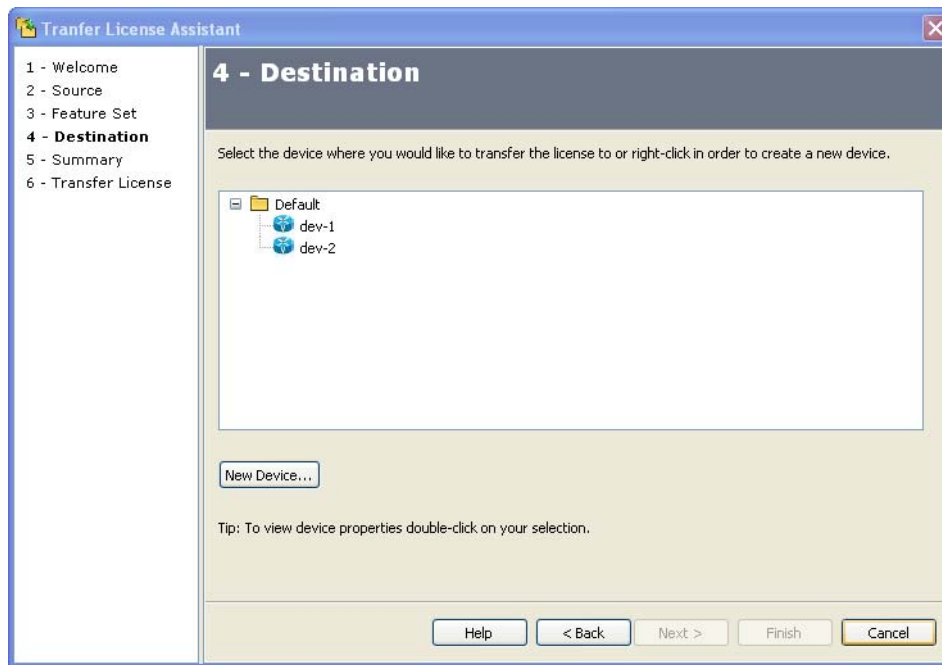 Tranfer License Assistant
1 - Welcome
2 - Source
3 - Feature Set
4 - Destination
5 - Summary
6 - Transfer License
4 - Destination
Select the device where you would like to transfer the license to or right-click in order to create a new device.
Default
dev-1
dev-2
New Device...
Tip: To view device properties double-click on your selection.
Help
< Back
Next >
Finish
Cancel